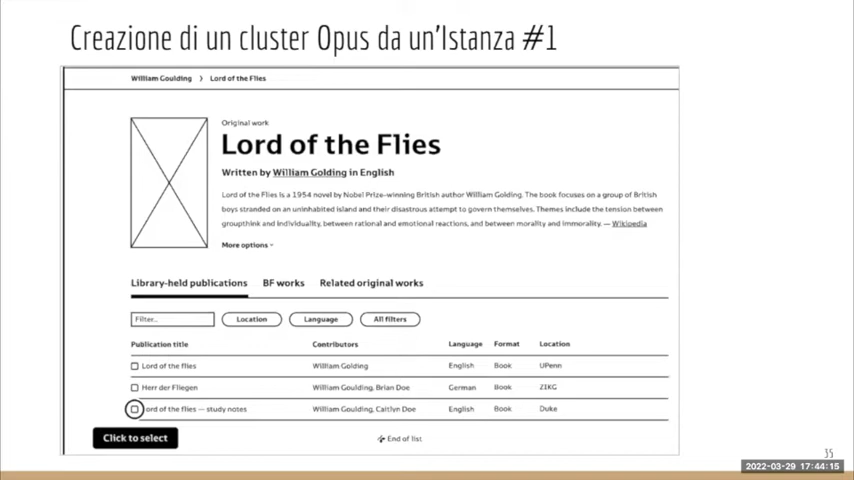 Creazione di un cluster Opus da un'Istanza #1
William Goulding > Lord of the Flies
Original work
Lord of the Flies
Written by William Golding in English
Lord of the Flies is a 1954 novel by Nobel Prize-winning British author William Golding. The book focuses on a group of British
boys stranded on an uninhabited island and their disastrous attempt to govern themselves. Themes include the tension between
groupthink and individuality, between rational and emotional reactions, and between morality and immorality. — Wikipedia
More options
Library-held publications BF works Related original works
Filter... Location Language All filters
Publication title Contributors Language Format Location
Lord of the flies William Golding English Book UPenn
Herr der Fliegen William Goulding, Brian Doe German Book ZIKG
ord of the flies — study notes William Goulding, Caitlyn Doe English Book Duke
Click to select
End of list
35
2022-03-29 17:44:15